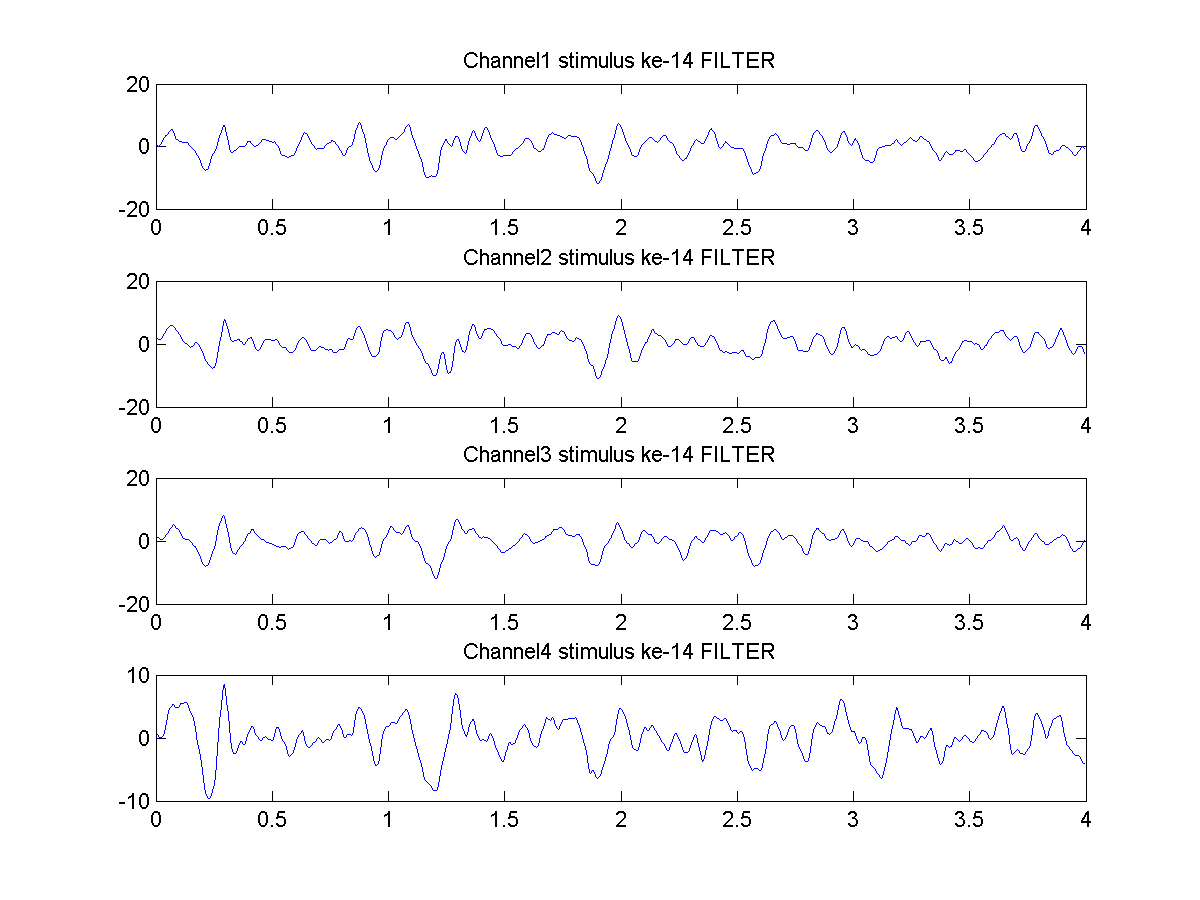 Channel1 stimulus ke-14 FILTER
20
0
-20
0 0.5 1 1.5 2 2.5 3 3.5 4
Channel2 stimulus ke-14 FILTER
20
0
-20
0 0.5 1 1.5 2 2.5 3 3.5 4
Channel3 stimulus ke-14 FILTER
20
0
-20
0 0.5 1 1.5 2 2.5 3 3.5 4
Channel4 stimulus ke-14 FILTER
10
0
-10
0 0.5 1 1.5 2 2.5 3 3.5 4